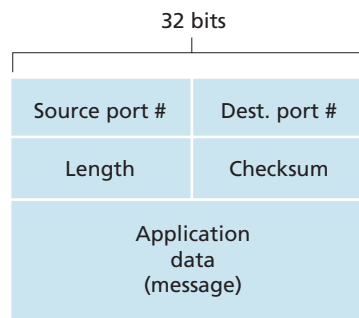 32 bits
Source port #
Dest. port #
Length
Checksum
Application
data
(message)